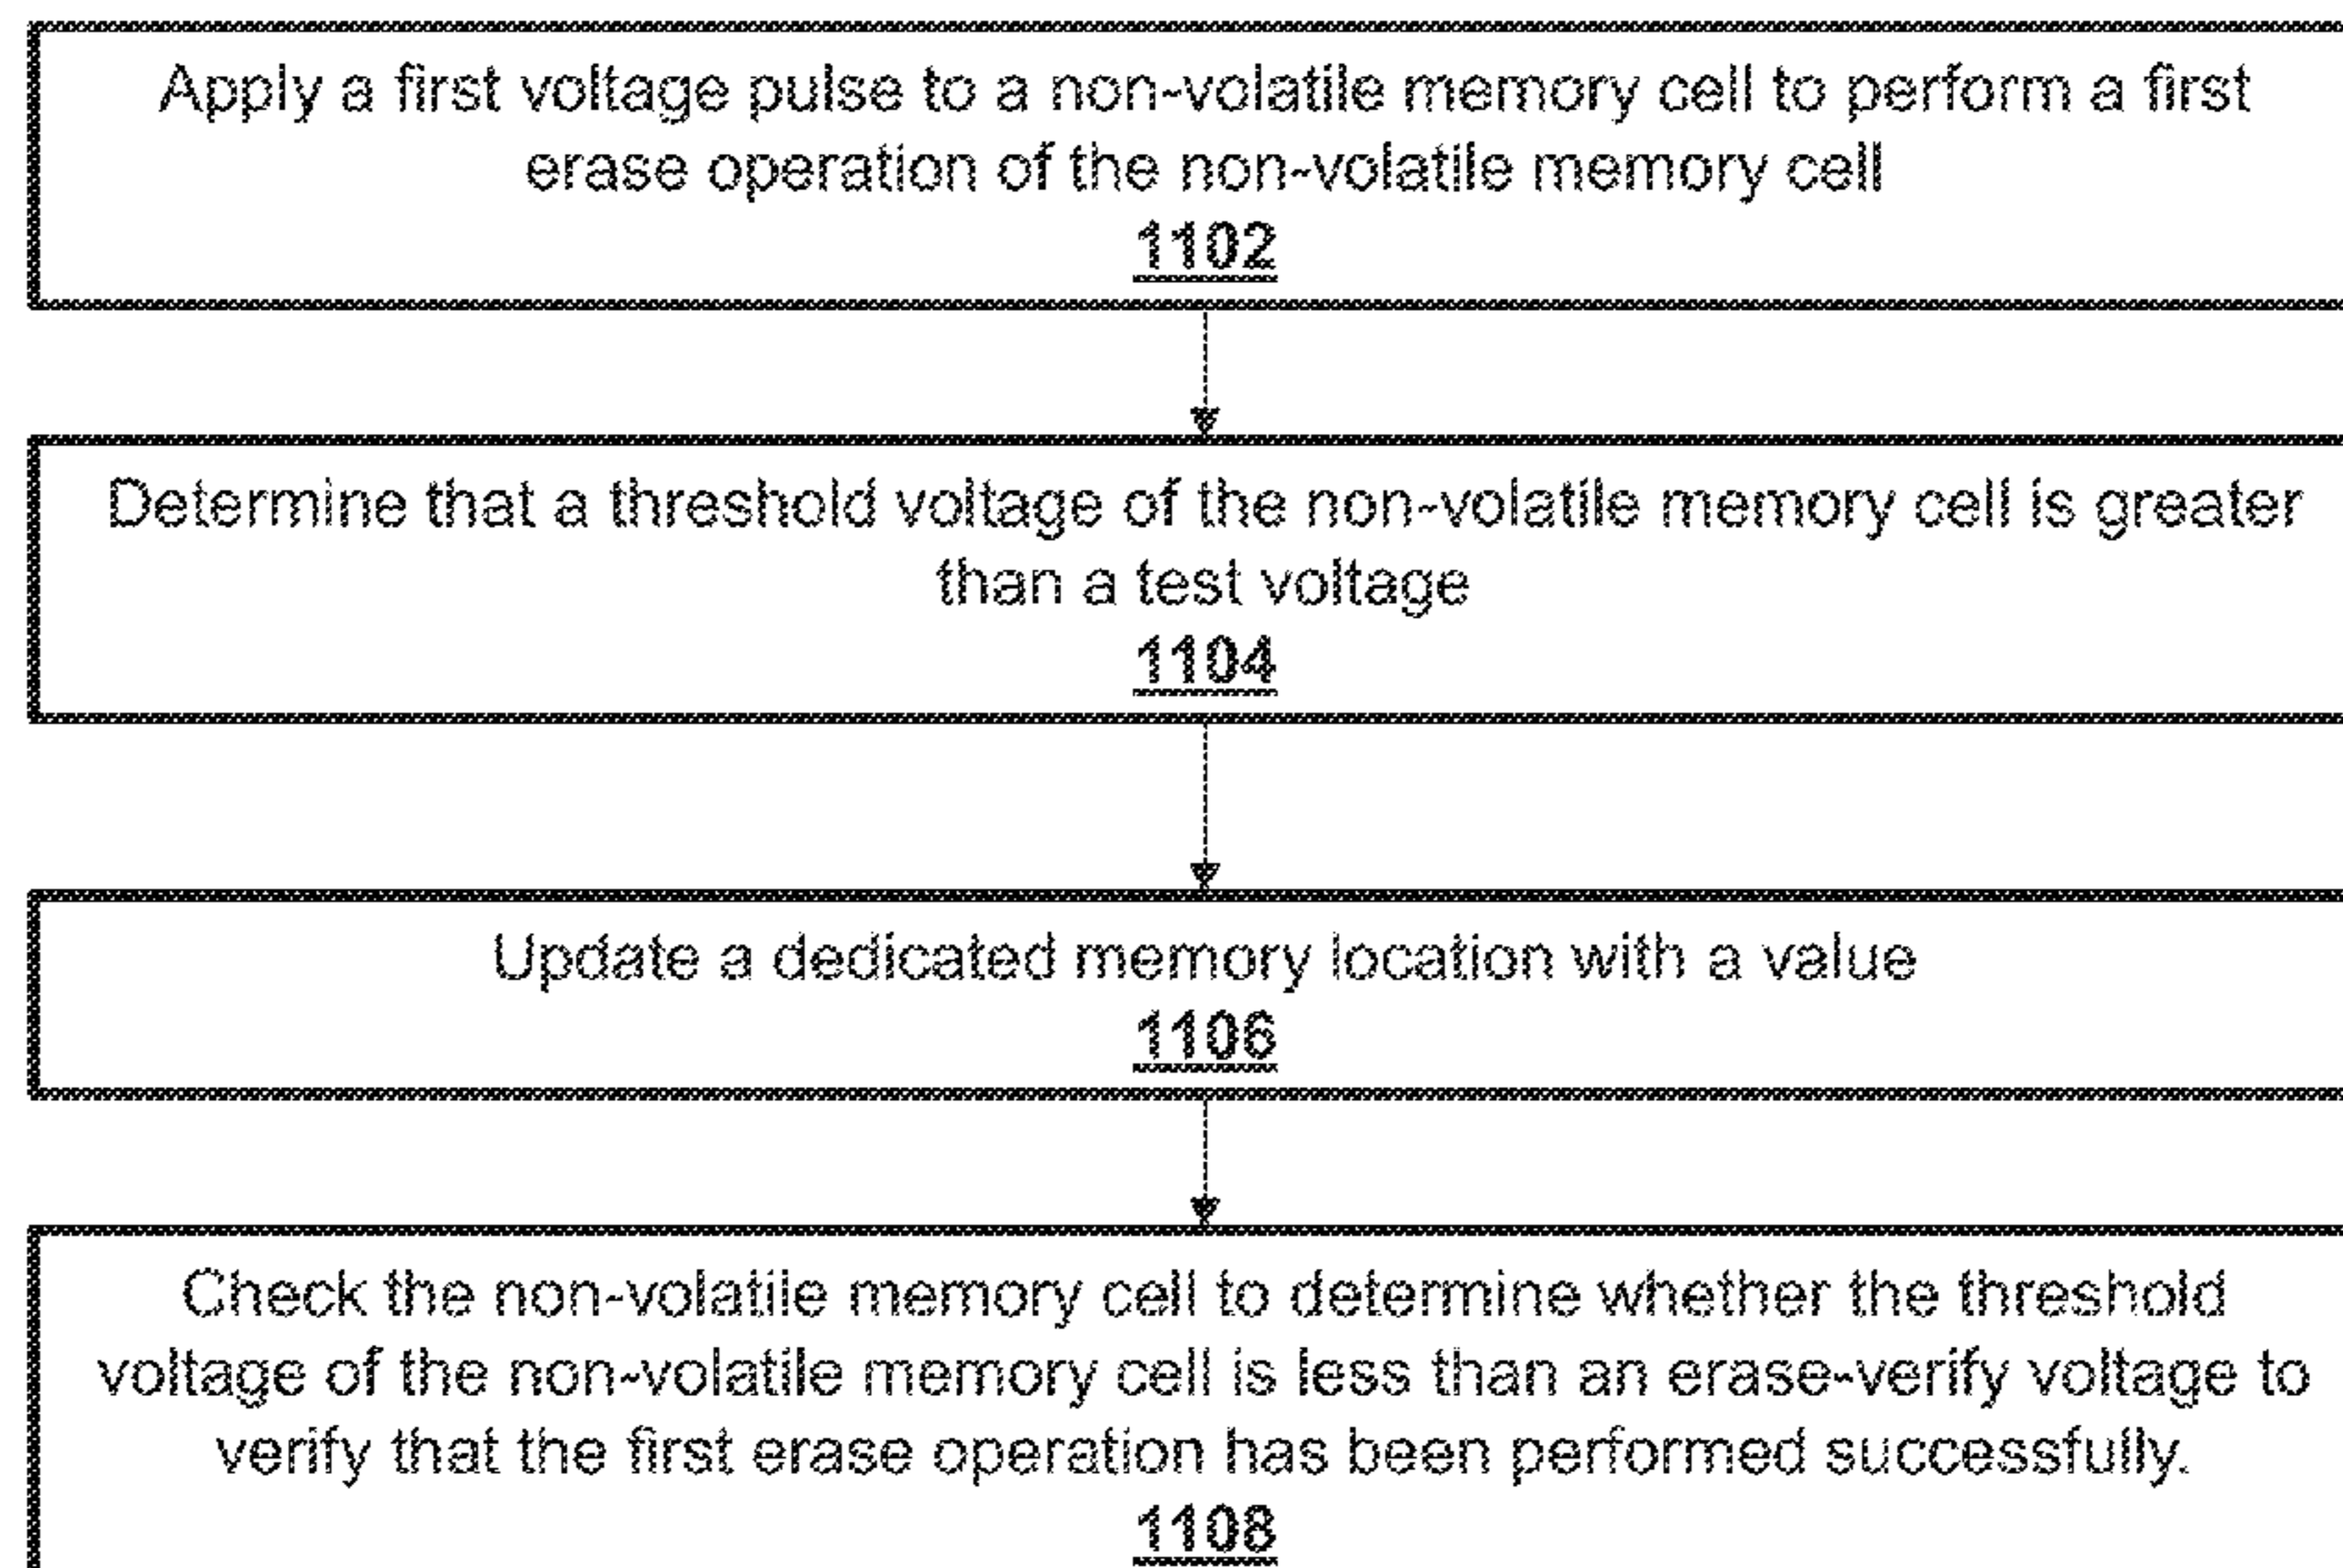 Apply a first voltage pulse to a non-volatile memory cell to perform a first
erase operation of the non-volatile memory cell
1102
Determine that a threshold voltage of the non-volatile memory cell is greater
than a test voltage
1104
Update a dedicated memory location with a value
1106
Check the non-volatile memory cell to determine whether the threshold
voltage of the non-volatile memory cell is less than an erase-verify voltage to
verify that the first erase operation has been performed successfully.
1108